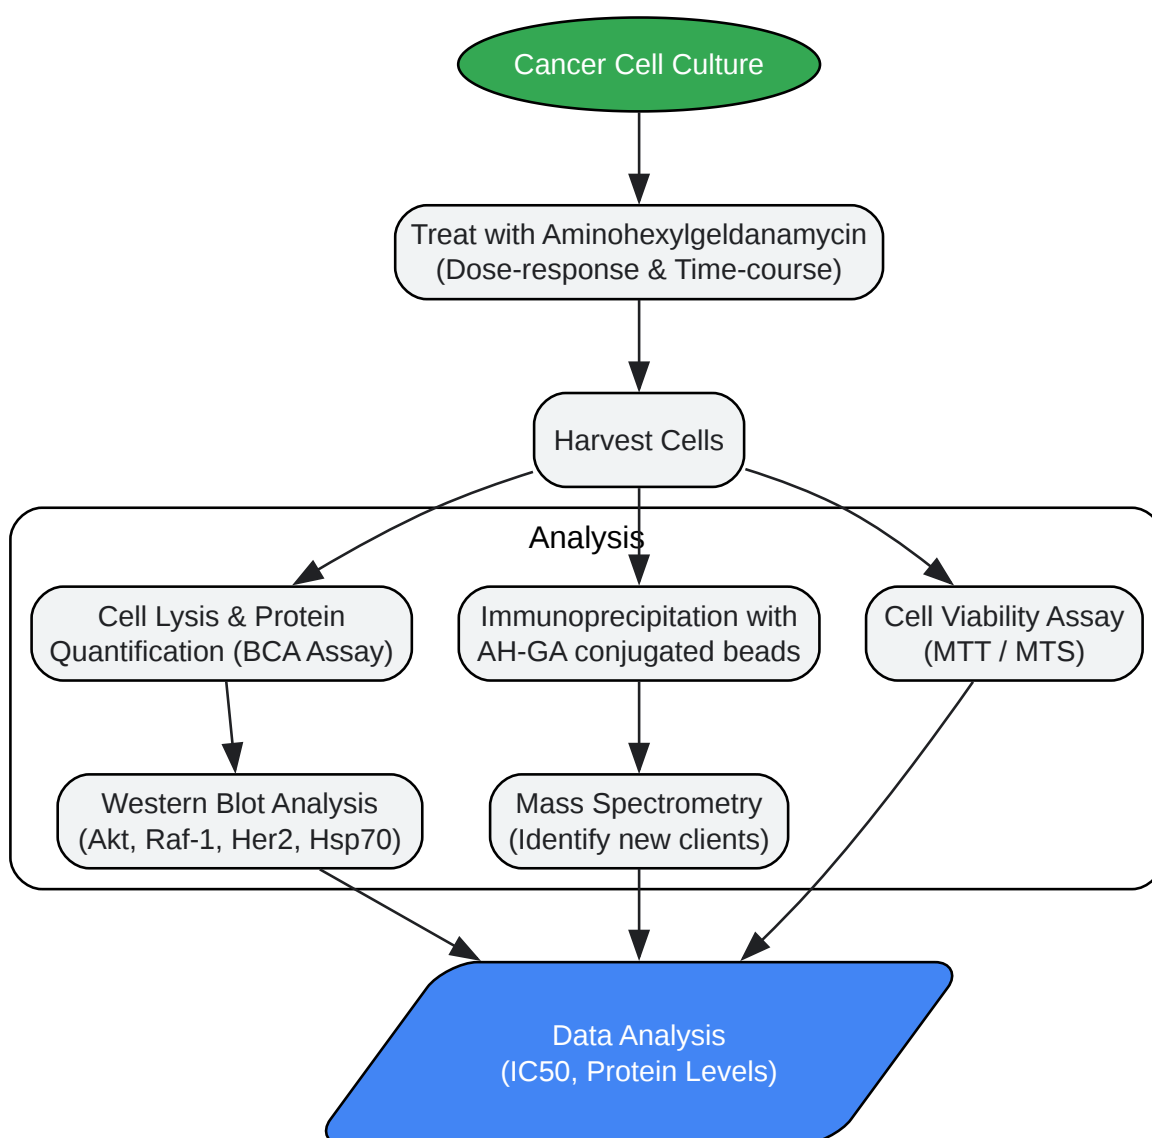 Cancer Cell Culture
Treat with Aminohexylgeldanamycin
(Dose-response & Time-course)
Harvest Cells
Analysis
Cell Lysis & Protein
Quantification (BCA Assay)
Immunoprecipitation with
AH-GA conjugated beads
Cell Viability Assay
(MTT / MTS)
Western Blot Analysis
(Akt, Raf-1, Her2, Hsp70)
Mass Spectrometry
(Identify new clients)
Data Analysis
(IC50, Protein Levels)